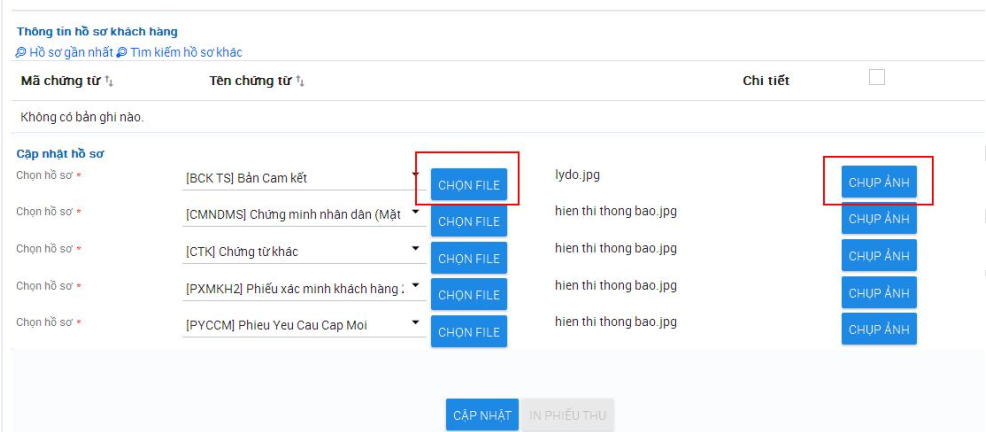 Thông tin hồ sơ khách hàng
Hồ sơ gần nhất Tìm kiếm hồ sơ khác
Mã chứng từ Tên chứng từ Chi tiết
Không có bản ghi nào.
Cập nhật hồ sơ
Chọn hồ sơ * [BCK TS] Bản Cam kết CHỌN FILE lydo.jpg CHỤP ẢNH
Chọn hồ sơ * [CMNDMS] Chứng minh nhân dân (Mặt CHỌN FILE hien thi thong bao.jpg CHỤP ẢNH
Chọn hồ sơ * [CTK] Chứng từ khác CHỌN FILE hien thi thong bao.jpg CHỤP ẢNH
Chọn hồ sơ * [PXMKH2] Phiếu xác minh khách hàng 2 CHỌN FILE hien thi thong bao.jpg CHỤP ẢNH
Chọn hồ sơ * [PYCCM] Phieu Yeu Cau Cap Moi CHỌN FILE hien thi thong bao.jpg CHỤP ẢNH
CẬP NHẬT IN PHIẾU THU